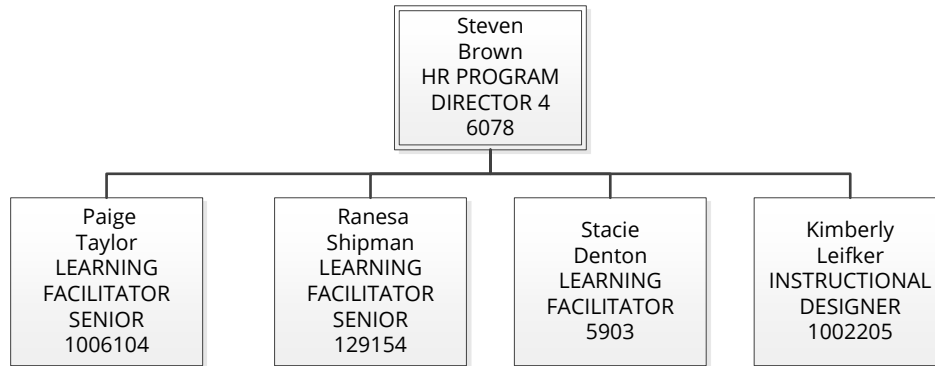 Steven
Brown
HR PROGRAM
DIRECTOR 4
6078
Paige
Taylor
LEARNING
FACILITATOR
SENIOR
1006104
Ranesa
Shipman
LEARNING
FACILITATOR
SENIOR
129154
Stacie
Denton
LEARNING
FACILITATOR
5903
Kimberly
Leifker
INSTRUCTIONAL
DESIGNER
1002205